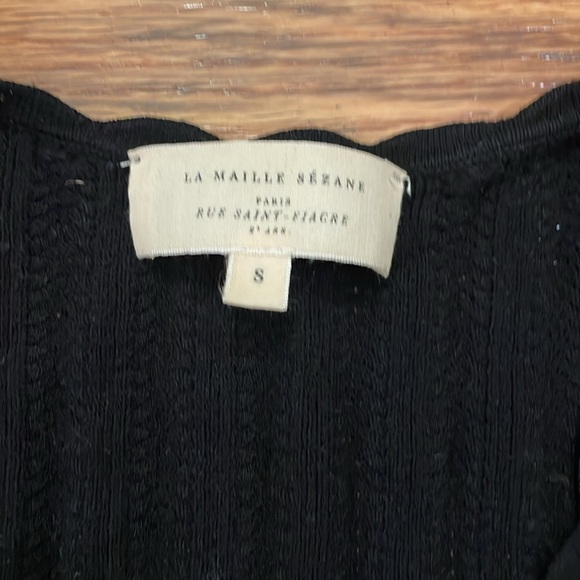 LA MAILLE SÉZANE
PARIS
RUE SAINT-FIACRE
2ᵉ ARR.
S